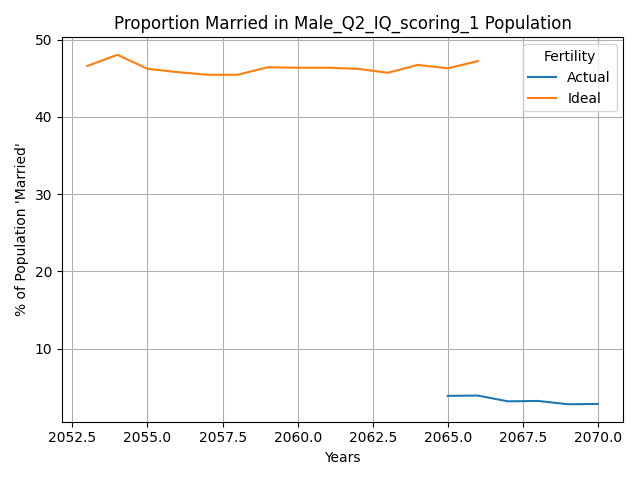 Proportion Married in Male_Q2_IQ_scoring_1 Population
% of Population 'Married'
50
40
30
20
10
Fertility
Actual
Ideal
2052.5 2055.0 2057.5 2060.0 2062.5 2065.0 2067.5 2070.0
Years